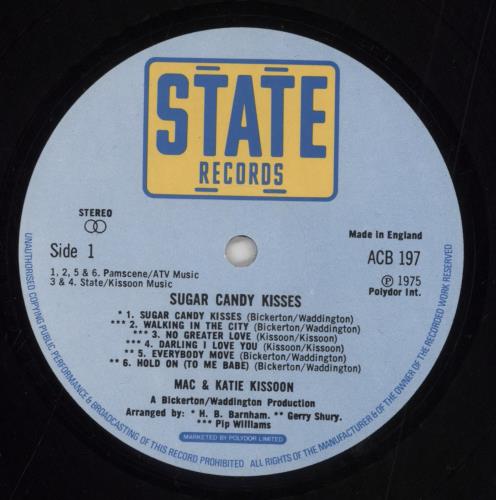 STATE
RECORDS
STEREO
Side 1
1, 2, 5 & 6. Pamscene/ATV Music
3 & 4. State/Kissoon Music
Made in England
ACB 197
Ⓟ 1975
Polydor Int.
SUGAR CANDY KISSES
* 1. SUGAR CANDY KISSES (Bickerton/Waddington)
*** 2. WALKING IN THE CITY (Bickerton/Waddington)
*** 3. NO GREATER LOVE (Kissoon/Kissoon)
*** 4. DARLING I LOVE YOU (Kissoon/Kissoon)
** 5. EVERYBODY MOVE (Bickerton/Waddington)
** 6. HOLD ON (TO ME BABE) (Bickerton/Waddington)
MAC & KATIE KISSOON
A Bickerton/Waddington Production
Arranged by: * H. B. Barnham. ** Gerry Shury.
*** Pip Williams
MARKETED BY POLYDOR LIMITED
UNAUTHORISED COPYING PUBLIC PERFORMANCE & BROADCASTING OF THIS RECORD PROHIBITED ALL RIGHTS OF THE MANUFACTURER & OF THE OWNER OF THE RECORDED WORK RESERVED